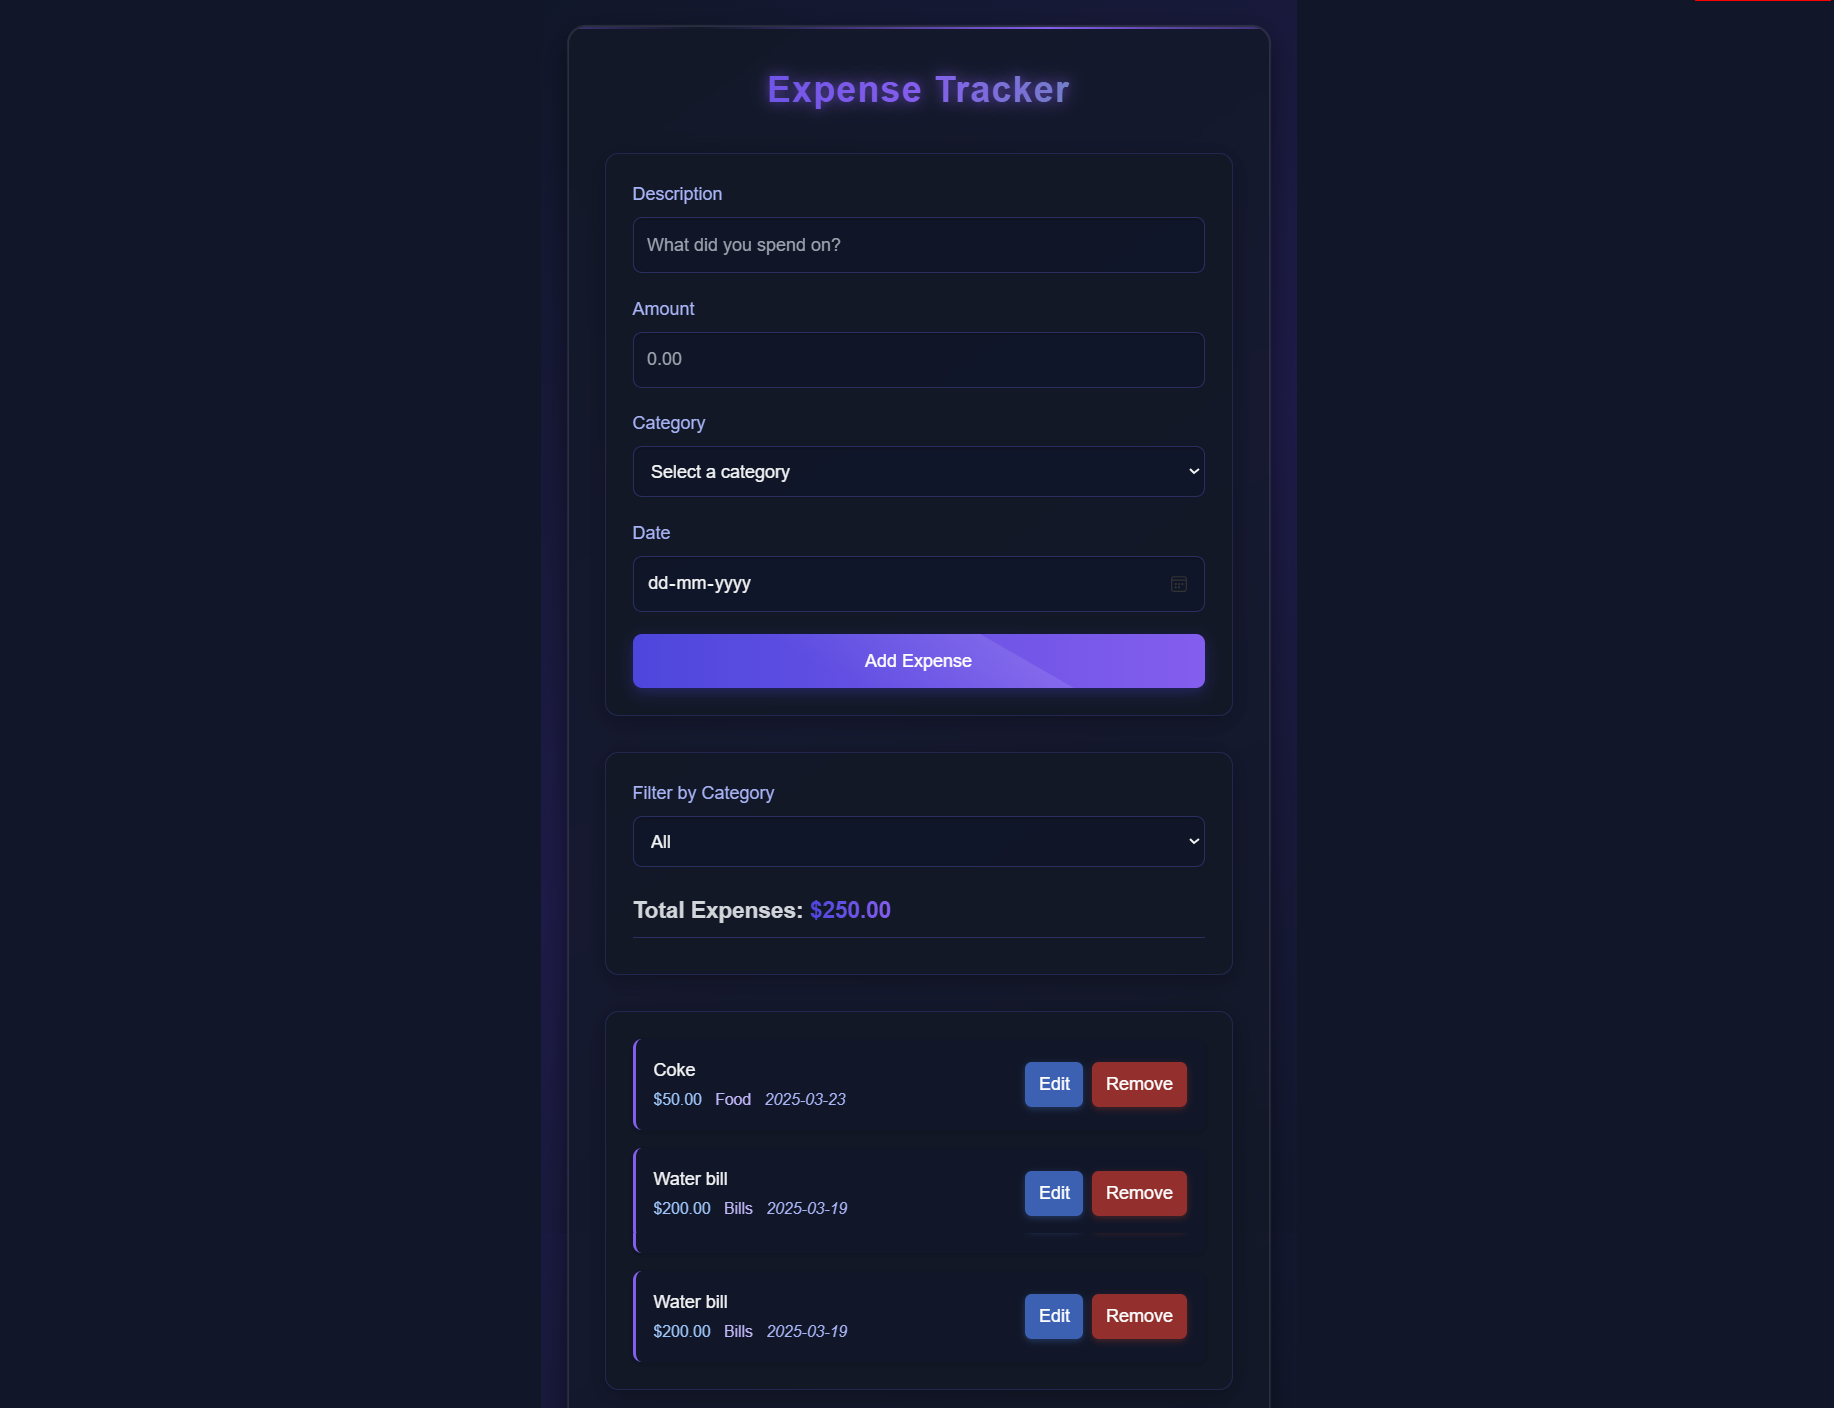 Expense Tracker
Description
What did you spend on?
Amount
0.00
Category
Select a category
Date
dd-mm-yyyy
Add Expense
Filter by Category
All
Total Expenses: $250.00
Coke
$50.00 Food 2025-03-23
Edit Remove
Water bill
$200.00 Bills 2025-03-19
Edit Remove
Water bill
$200.00 Bills 2025-03-19
Edit Remove